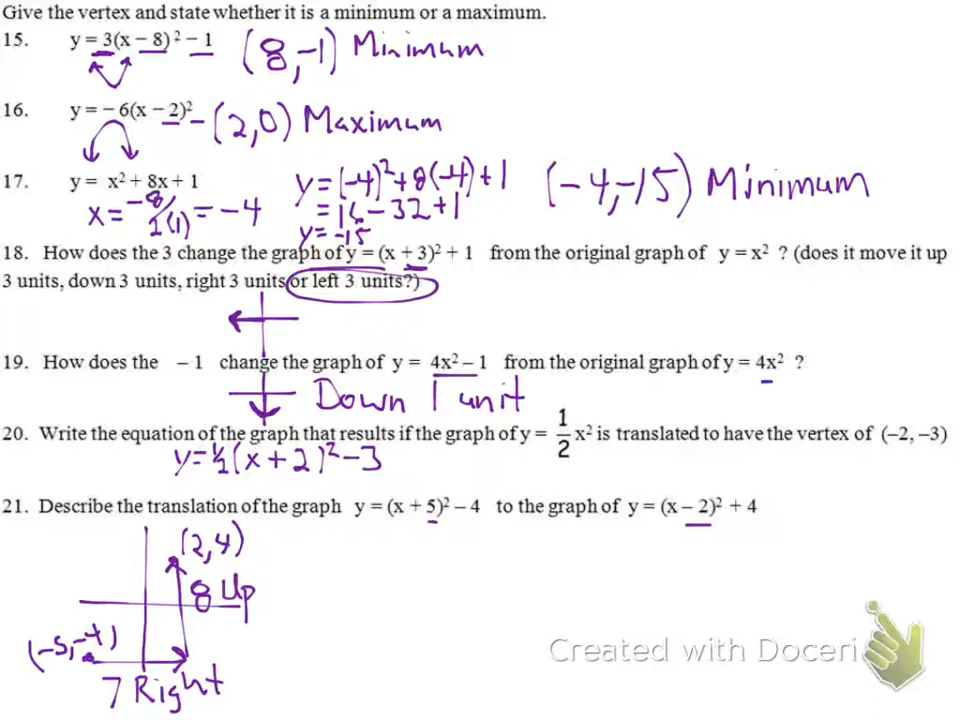 Give the vertex and state whether it is a minimum or a maximum.
15. y = 3(x − 8)² − 1 (8,-1) Minimum
16. y = − 6(x − 2)² (2,0) Maximum
17. y = x² + 8x + 1 y=(-4)²+8(-4)+1 (-4,-15) Minimum
x= -8/2(1) = -4 =16-32+1
y=-15
18. How does the 3 change the graph of y = (x + 3)² + 1 from the original graph of y = x² ? (does it move it up
3 units, down 3 units, right 3 units or left 3 units?)
19. How does the − 1 change the graph of y = 4x² − 1 from the original graph of y = 4x² ?
Down 1 unit
20. Write the equation of the graph that results if the graph of y = 1/2 x² is translated to have the vertex of (−2, −3)
y=½(x+2)²-3
21. Describe the translation of the graph y = (x + 5)² − 4 to the graph of y = (x − 2)² + 4
(2,4)
8 Up
(-5,-4)
7 Right
Created with Doceri